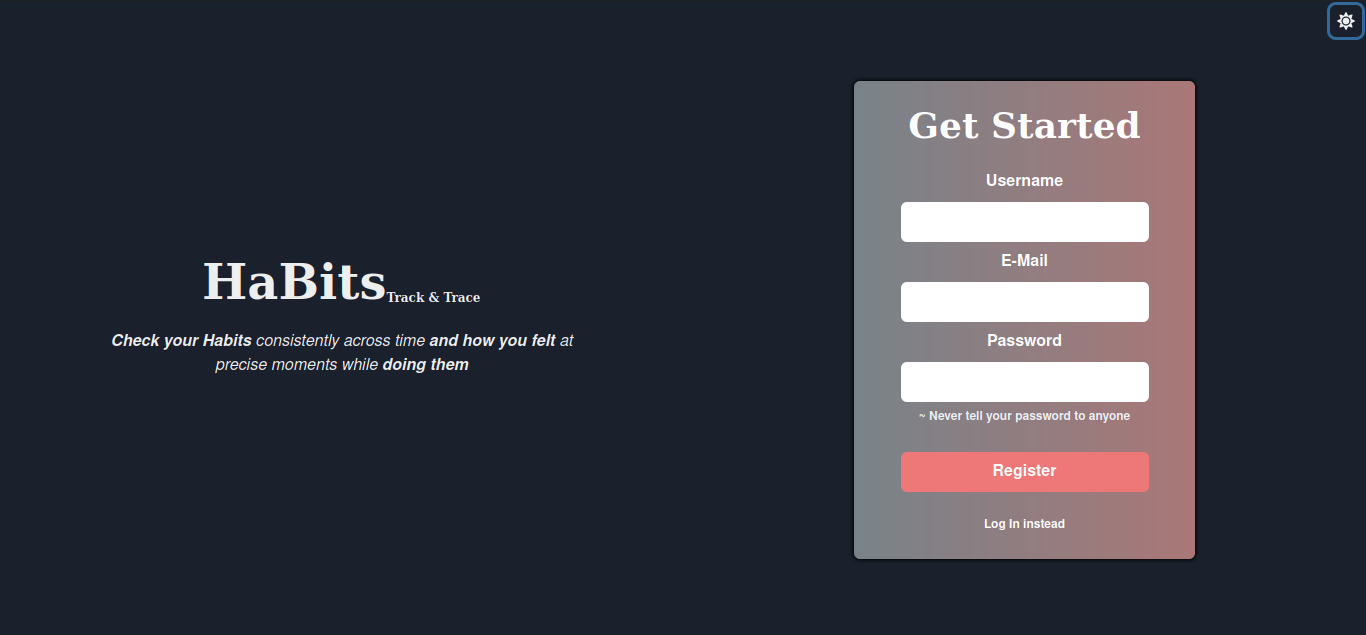 HaBits Track & Trace
Check your Habits consistently across time and how you felt at
precise moments while doing them
Get Started
Username
E-Mail
Password
~ Never tell your password to anyone
Register
Log In instead